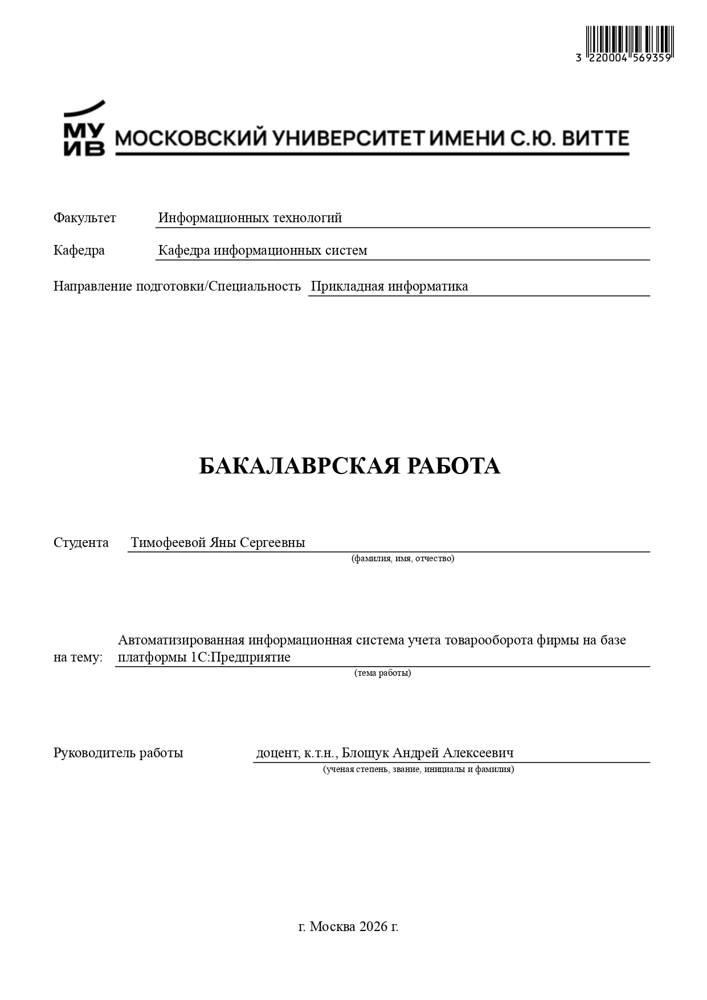 3 220004 569359
МУ
ИВ
МОСКОВСКИЙ УНИВЕРСИТЕТ ИМЕНИ С.Ю. ВИТТЕ
Факультет Информационных технологий
Кафедра Кафедра информационных систем
Направление подготовки/Специальность Прикладная информатика
БАКАЛАВРСКАЯ РАБОТА
Студента Тимофеевой Яны Сергеевны
(фамилия, имя, отчество)
Автоматизированная информационная система учета товарооборота фирмы на базе
на тему: платформы 1С:Предприятие
(тема работы)
Руководитель работы доцент, к.т.н., Блощук Андрей Алексеевич
(ученая степень, звание, инициалы и фамилия)
г. Москва 2026 г.